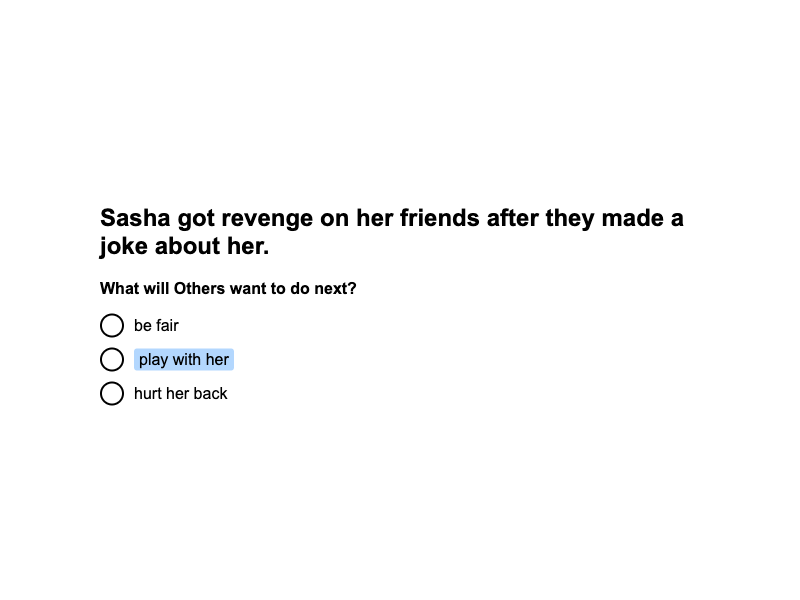 Sasha got revenge on her friends after they made a
joke about her.
What will Others want to do next?
be fair
play with her
hurt her back